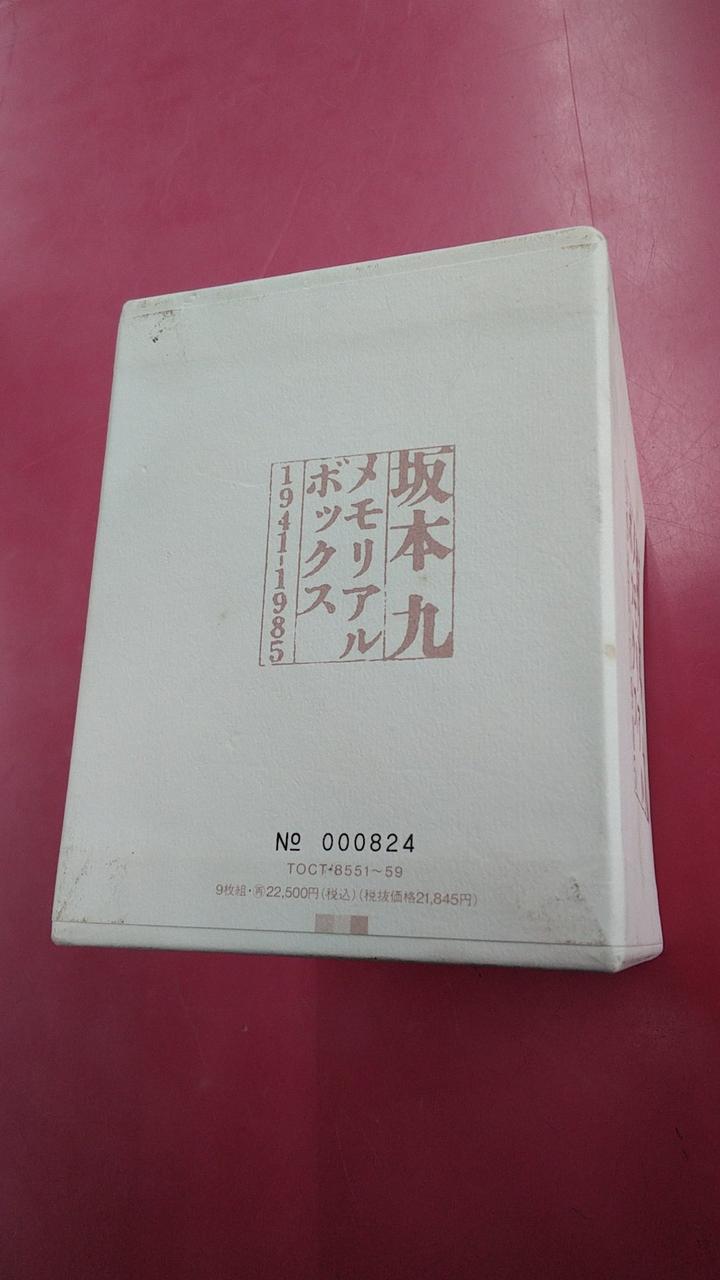 坂本 九
メモリアル
ボックス
1941-1985
№ 000824
TOCT-8551~59
9枚組・㊢22,500円(税込)(税抜価格21,845円)